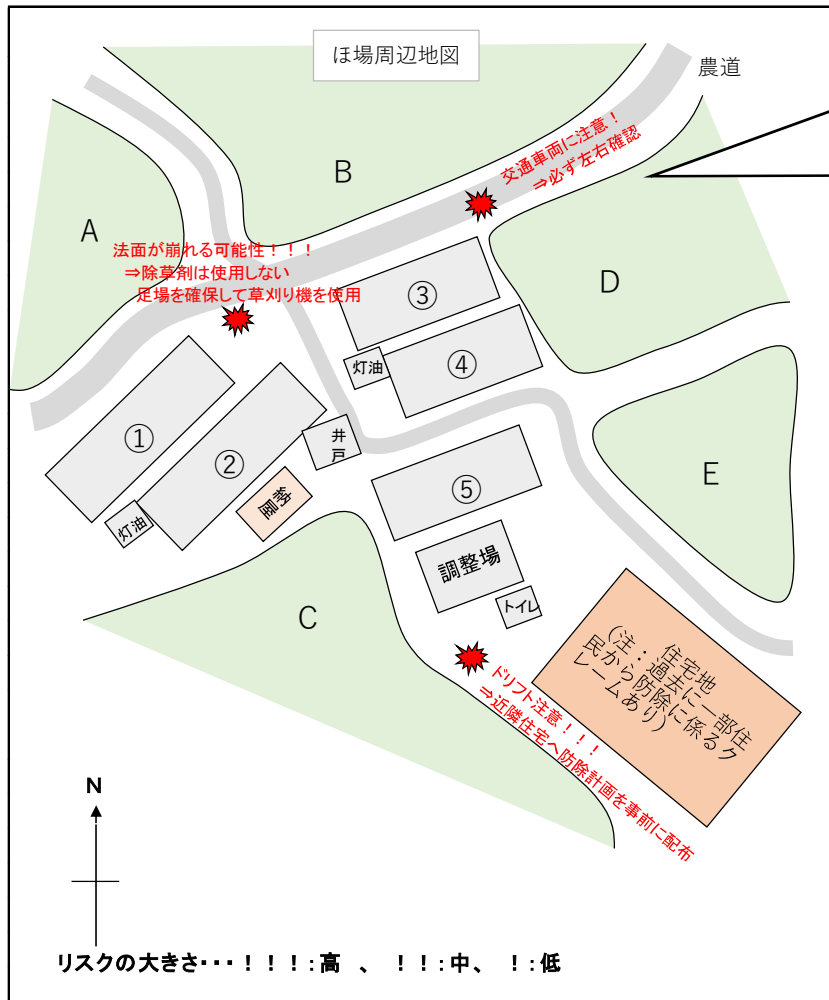 ほ場周辺地図
農道
交通車両に注意！
⇒必ず左右確認
B
A
法面が崩れる可能性！！！
⇒除草剤は使用しない
足場を確保して草刈り機を使用
D
③
灯油
④
①
②
井戸
E
納屋
⑤
灯油
調整場
トイレ
C
住宅地
(注：過去に一部住
民から防除に係るク
レームあり)
ドリフト注意！！！
⇒近隣住宅へ防除計画を事前に配布
N
リスクの大きさ･･･！！！:高 、 ！！:中、 ！:低